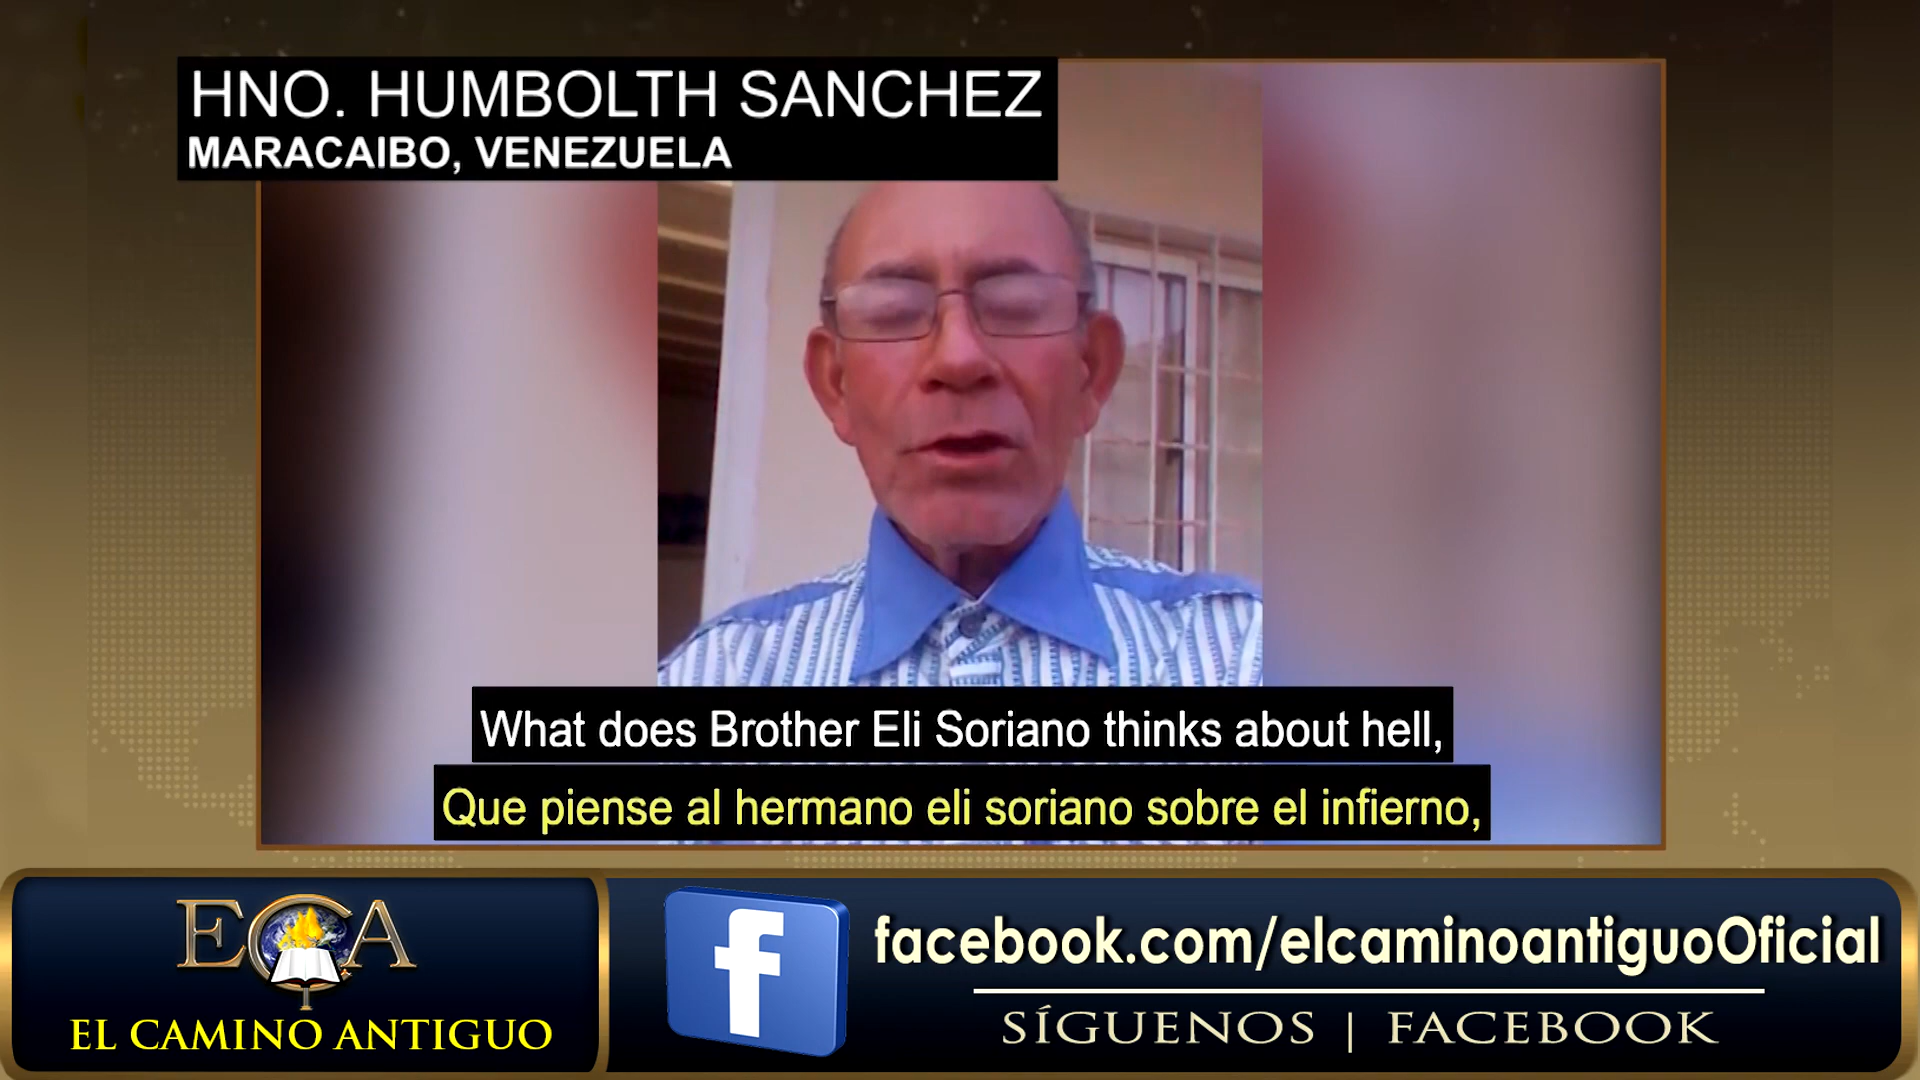 HNO. HUMBOLTH SANCHEZ
MARACAIBO, VENEZUELA
What does Brother Eli Soriano thinks about hell,
Que piense al hermano eli soriano sobre el infierno,
ECA
EL CAMINO ANTIGUO
f
facebook.com/elcaminoantiguoOficial
SÍGUENOS | FACEBOOK